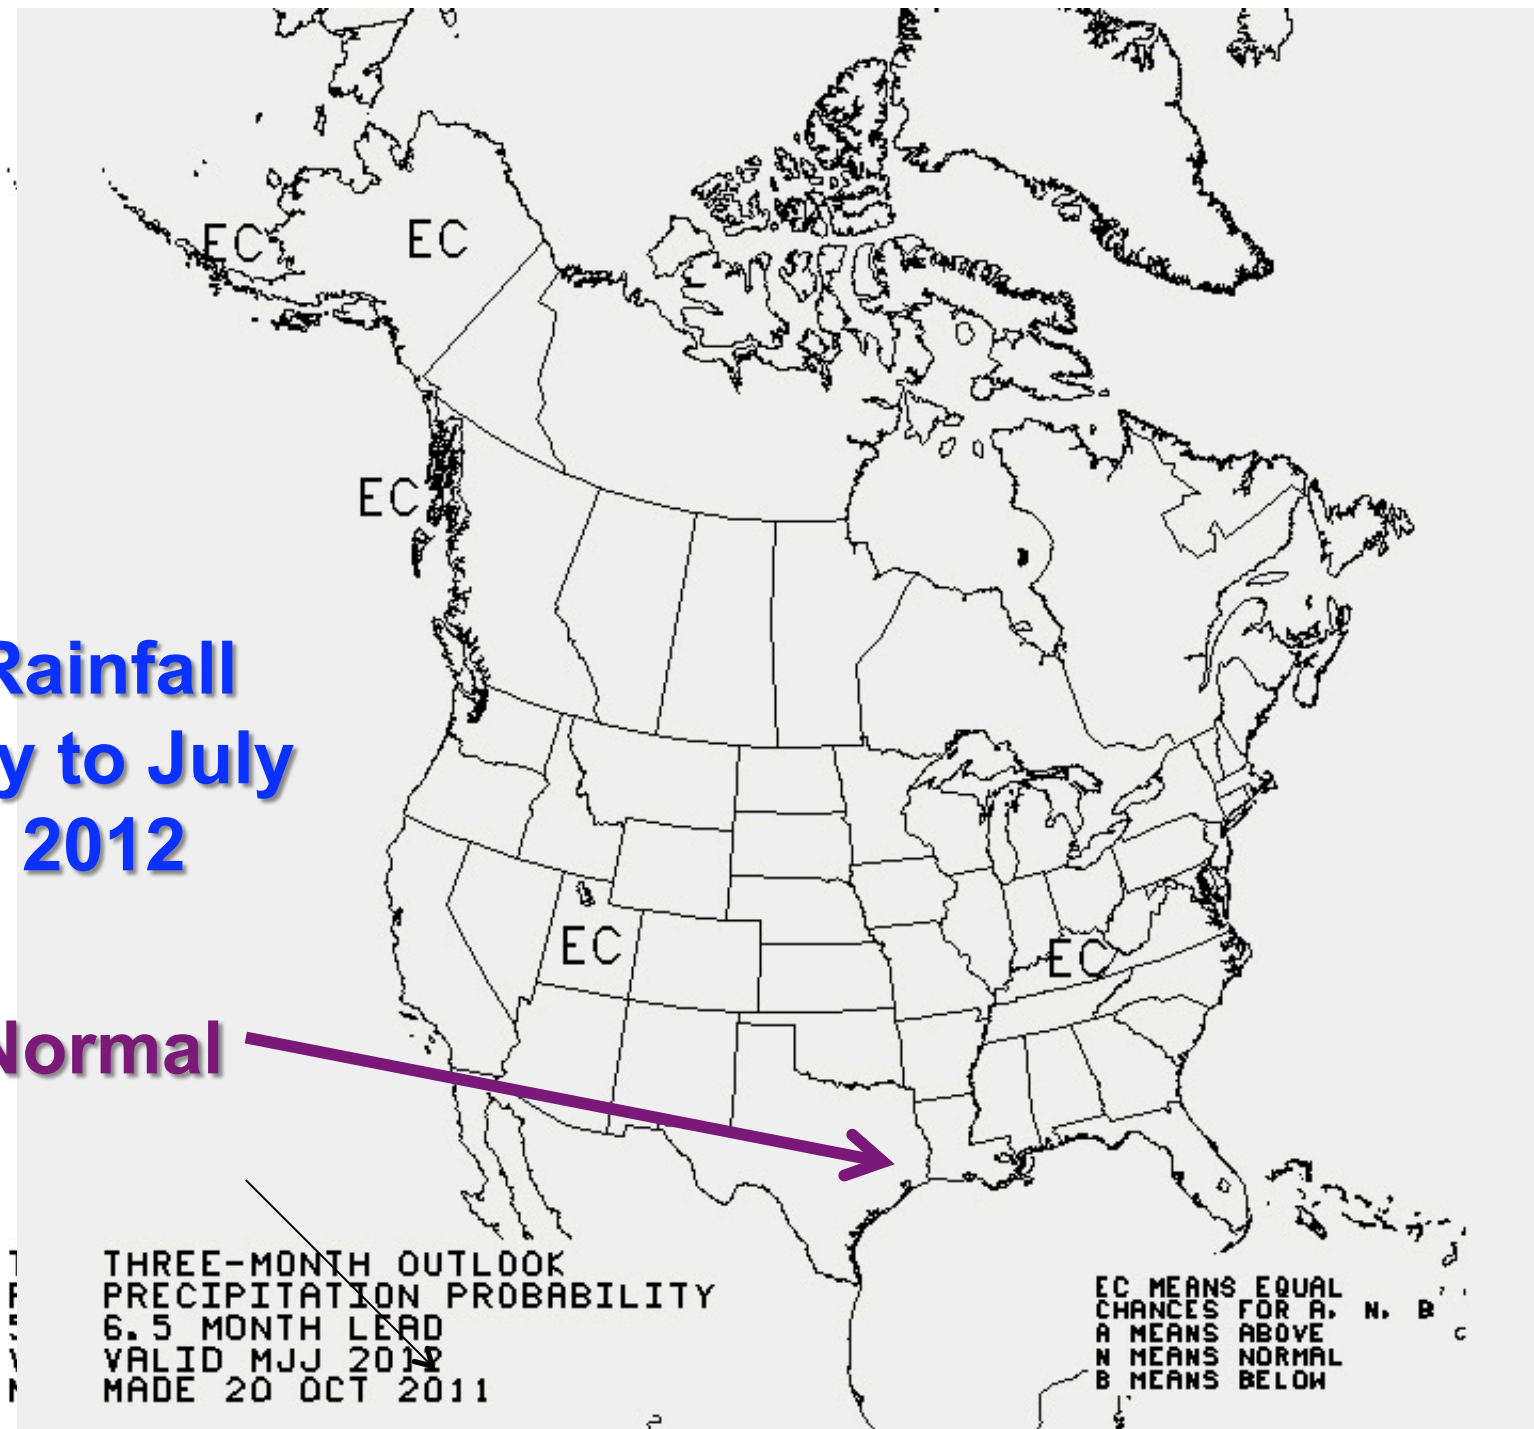 EC
EC
EC
Rainfall
y to July
2012
EC
EC
Normal
THREE-MONTH OUTLOOK
PRECIPITATION PROBABILITY
6.5 MONTH LEAD
VALID MJJ 2012
MADE 20 OCT 2011
EC MEANS EQUAL
CHANCES FOR A, N, B
A MEANS ABOVE
N MEANS NORMAL
B MEANS BELOW